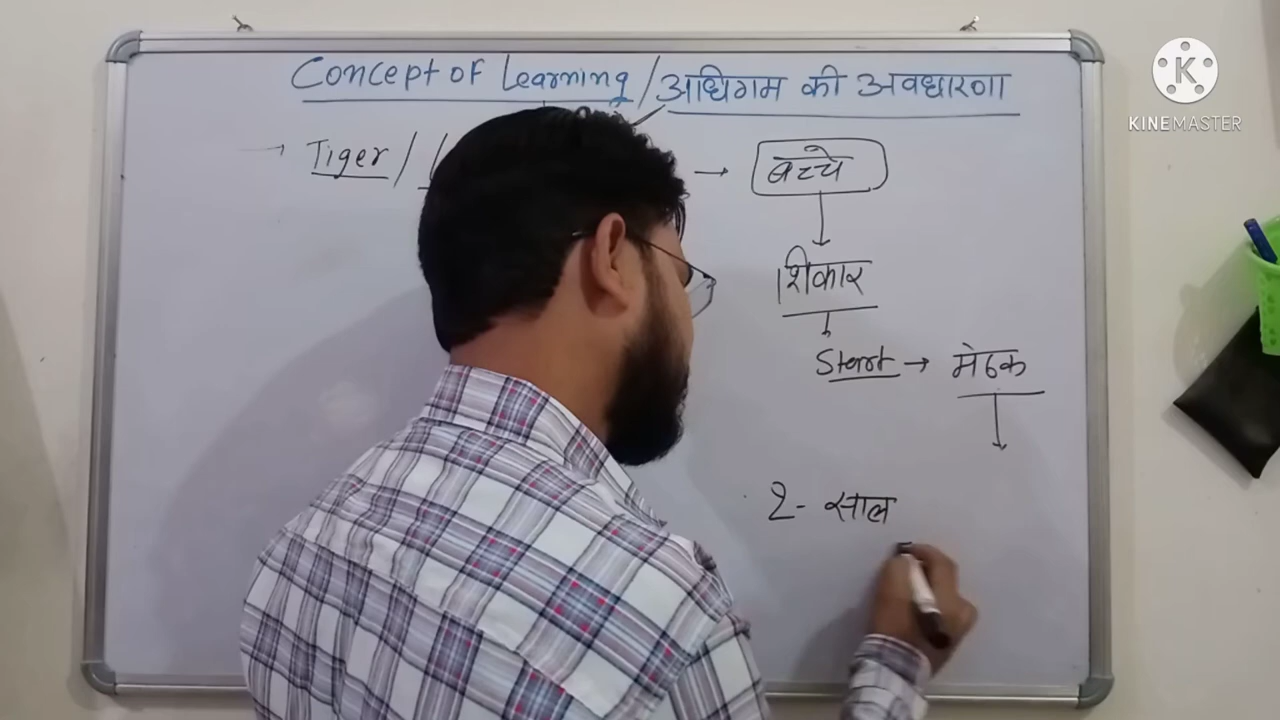 Concept of Learning / अधिगम की अवधारणा
KINEMASTER
→ Tiger / → बच्चे
शिकार
Start → मेढक
2- साल